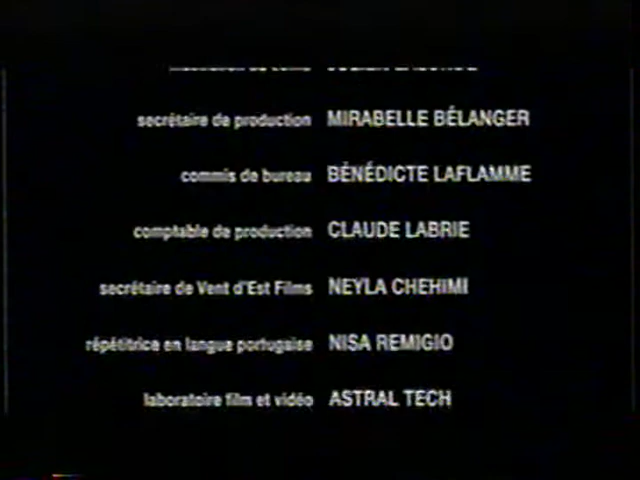 secrétaire de production MIRABELLE BÉLANGER
commis de bureau BÉNÉDICTE LAFLAMME
comptable de production CLAUDE LABRIE
secrétaire de Vent d'Est Films NEYLA CHEHIMI
répétitrice en langue portugaise NISA REMIGIO
laboratoire film et vidéo ASTRAL TECH